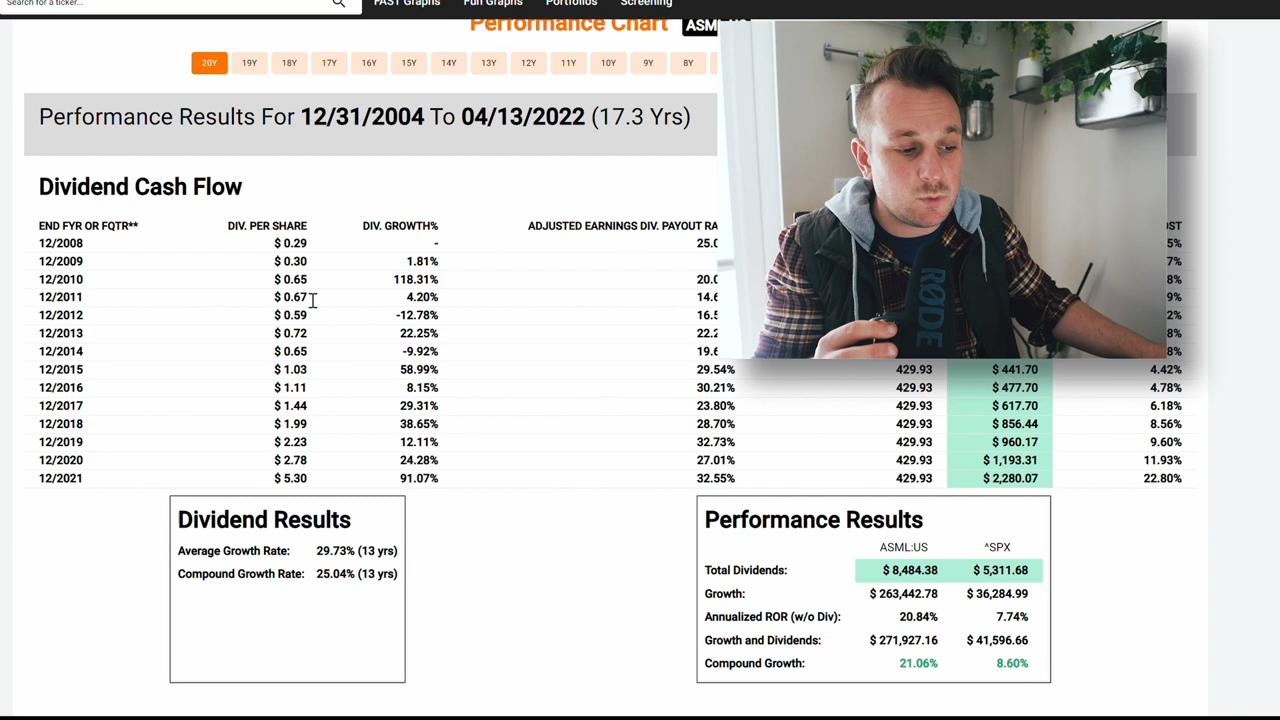 Search for a ticker...
FAST Graphs Fun Graphs Portfolios Screening
Performance Chart ASML
20Y 19Y 18Y 17Y 16Y 15Y 14Y 13Y 12Y 11Y 10Y 9Y 8Y
Performance Results For 12/31/2004 To 04/13/2022 (17.3 Yrs)
Dividend Cash Flow
END FYR OR FQTR** DIV. PER SHARE DIV. GROWTH% ADJUSTED EARNINGS DIV. PAYOUT RA OST
12/2008 $ 0.29 - 25.0 5%
12/2009 $ 0.30 1.81% 7%
12/2010 $ 0.65 118.31% 20.0 8%
12/2011 $ 0.67 4.20% 14.6 9%
12/2012 $ 0.59 -12.78% 16.5 2%
12/2013 $ 0.72 22.25% 22.2 8%
12/2014 $ 0.65 -9.92% 19.6 8%
12/2015 $ 1.03 58.99% 29.54% 429.93 $ 441.70 4.42%
12/2016 $ 1.11 8.15% 30.21% 429.93 $ 477.70 4.78%
12/2017 $ 1.44 29.31% 23.80% 429.93 $ 617.70 6.18%
12/2018 $ 1.99 38.65% 28.70% 429.93 $ 856.44 8.56%
12/2019 $ 2.23 12.11% 32.73% 429.93 $ 960.17 9.60%
12/2020 $ 2.78 24.28% 27.01% 429.93 $ 1,193.31 11.93%
12/2021 $ 5.30 91.07% 32.55% 429.93 $ 2,280.07 22.80%
RØDE
Dividend Results
Average Growth Rate: 29.73% (13 yrs)
Compound Growth Rate: 25.04% (13 yrs)
Performance Results
ASML:US ^SPX
Total Dividends: $ 8,484.38 $ 5,311.68
Growth: $ 263,442.78 $ 36,284.99
Annualized ROR (w/o Div): 20.84% 7.74%
Growth and Dividends: $ 271,927.16 $ 41,596.66
Compound Growth: 21.06% 8.60%